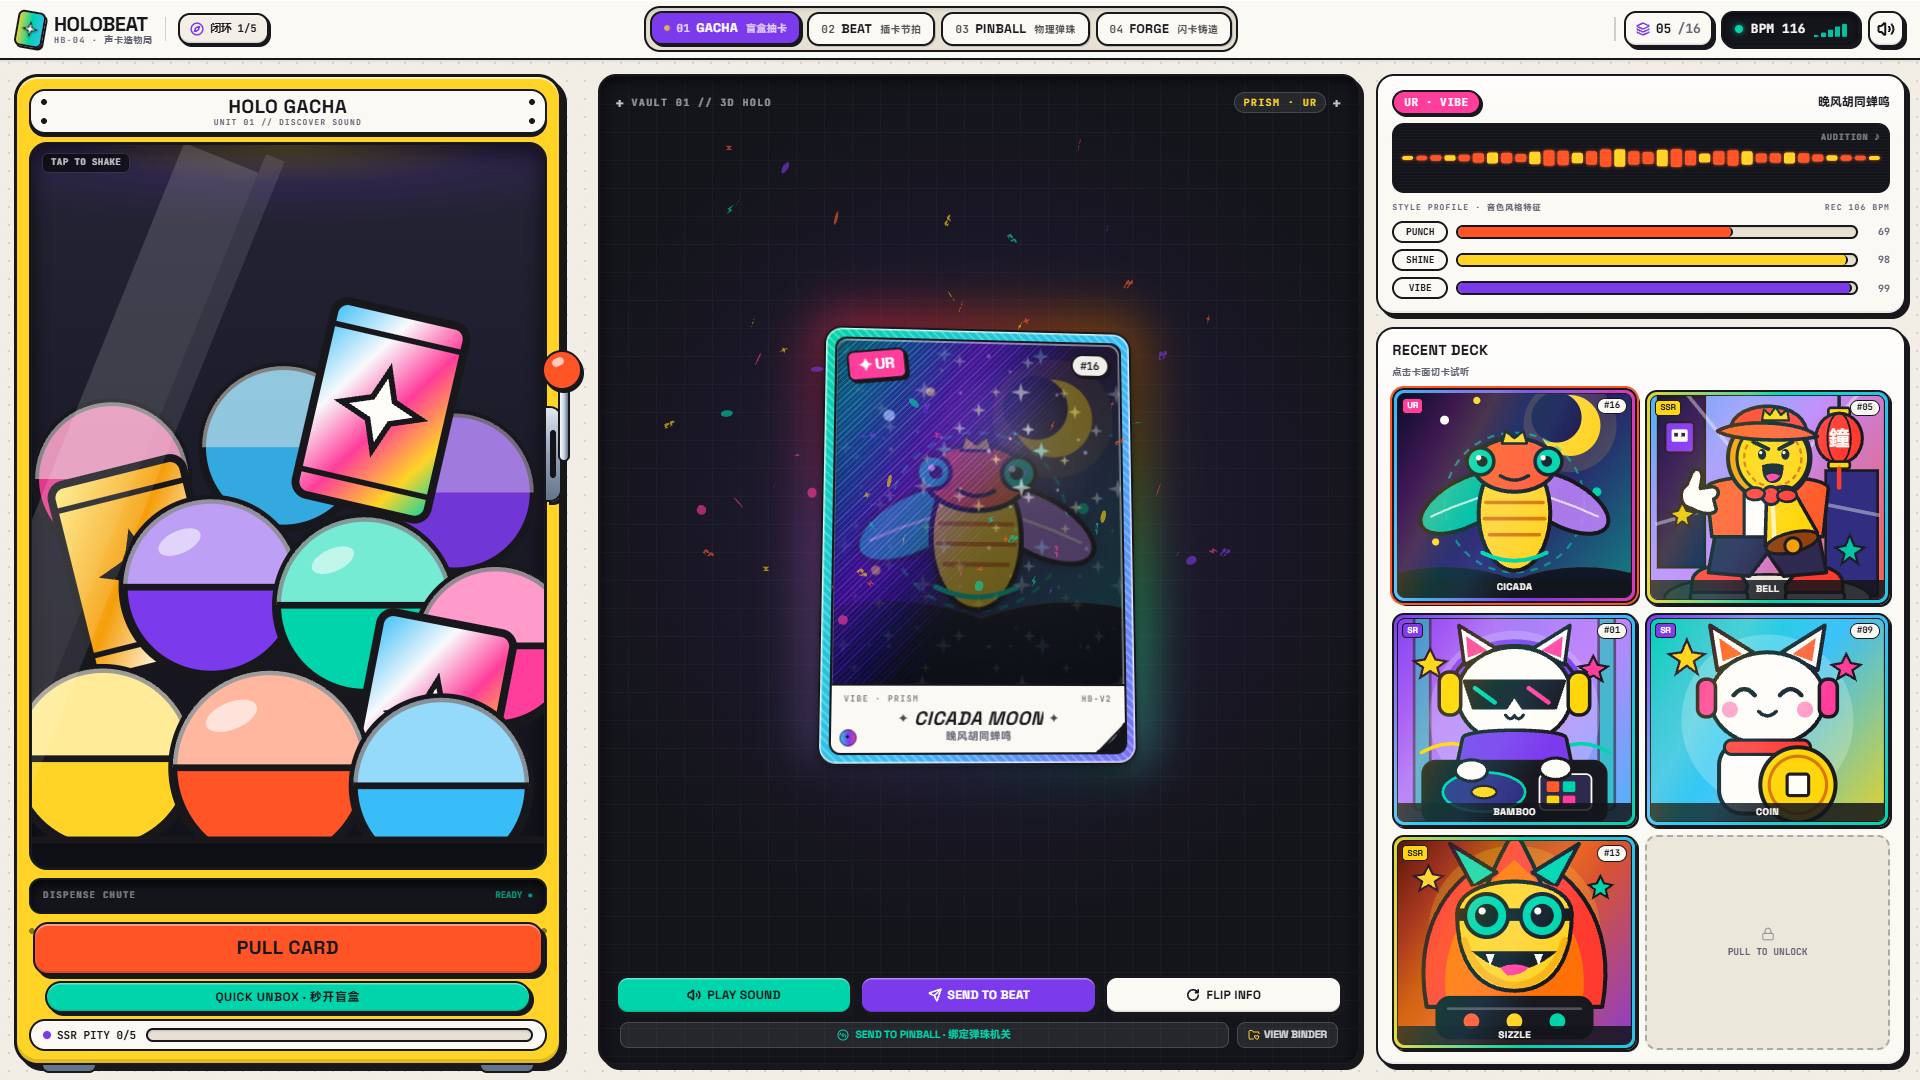 HOLOBEAT
HB-04 · 声卡造物局
闭环 1/5
01 GACHA 盲盒抽卡
02 BEAT 插卡节拍
03 PINBALL 物理弹珠
04 FORGE 闪卡铸造
05 /16
BPM 116
HOLO GACHA
UNIT 01 // DISCOVER SOUND
TAP TO SHAKE
DISPENSE CHUTE
READY
PULL CARD
QUICK UNBOX · 秒开盲盒
SSR PITY 0/5
VAULT 01 // 3D HOLO
PRISM · UR
UR
#16
VIBE · PRISM
HB-V2
CICADA MOON
晚风胡同蝉鸣
PLAY SOUND
SEND TO BEAT
FLIP INFO
SEND TO PINBALL · 绑定弹珠机关
VIEW BINDER
UR · VIBE
晚风胡同蝉鸣
AUDITION ♪
STYLE PROFILE · 音色风格特征
REC 106 BPM
PUNCH
69
SHINE
98
VIBE
99
RECENT DECK
点击卡面切卡试听
UR
#16
CICADA
SSR
#05
鐘
BELL
SR
#01
BAMBOO
SR
#09
COIN
SSR
#13
SIZZLE
PULL TO UNLOCK